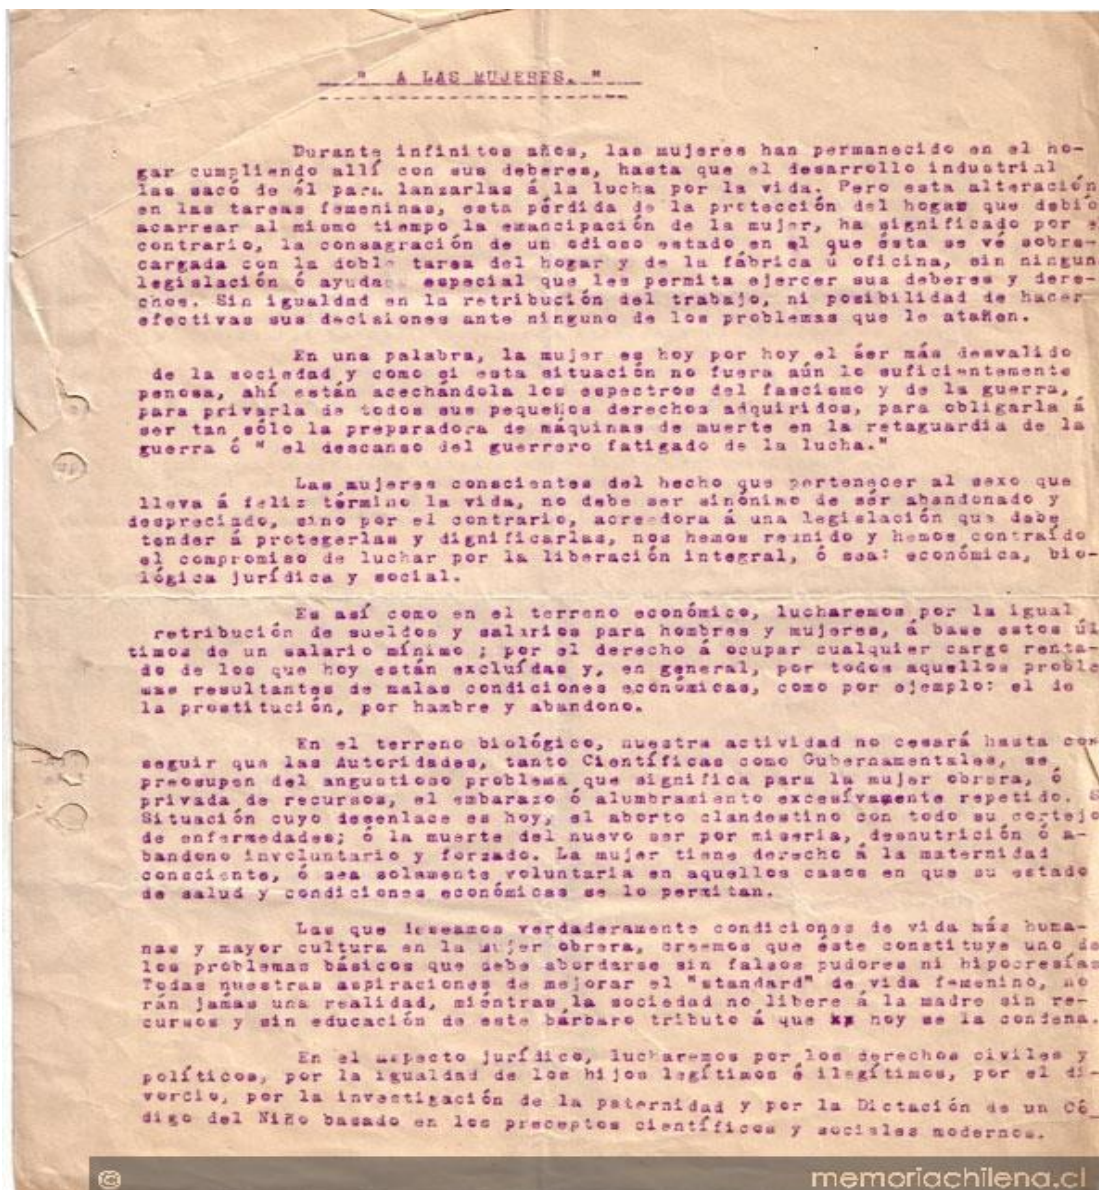 " A LAS MUJERES. "
Durante infinitos años, las mujeres han permanecido en el ho-
gar cumpliendo allí con sus deberes, hasta que el desarrollo industrial
las sacó de él para lanzarlas á la lucha por la vida. Pero esta alteración
en las tareas femeninas, esta pérdida de la protección del hogar que debió
acarrear al mismo tiempo la emancipación de la mujer, ha significado por e
contrario, la consagración de un odioso estado en el que ésta se vé sobre-
cargada con la doble tarea del hogar y de la fábrica ú oficina, sin ningun
legislación ó ayuda especial que les permita ejercer sus deberes y dere-
chos. Sin igualdad en la retribución del trabajo, ni posibilidad de hacer
efectivas sus decisiones ante ninguno de los problemas que le atañen.
En una palabra, la mujer es hoy por hoy el ser más desvalido
de la sociedad y como si esta situación no fuera aún lo suficientemente
penosa, ahí están acechándola los espectros del fascismo y de la guerra,
para privarla de todos sus pequeños derechos adquiridos, para obligarla á
ser tan sólo la preparadora de máquinas de muerte en la retaguardia de la
guerra ó " el descanso del guerrero fatigado de la lucha."
Las mujeres conscientes del hecho que pertenecer al sexo que
lleva á feliz término la vida, no debe ser sinónimo de sér abandonado y
despreciado, sino por el contrario, acreedora á una legislación que debe
tender á protegerlas y dignificarlas, nos hemos reunido y hemos contraído
el compromiso de luchar por la liberación integral, ó sea: económica, bio-
lógica jurídica y social.
Es así como en el terreno económico, lucharemos por la igual
retribución de sueldos y salarios para hombres y mujeres, á base estos úl
timos de un salario mínimo ; por el derecho á ocupar cualquier cargo renta-
do de los que hoy están excluídas y, en general, por todos aquellos proble
mas resultantes de malas condiciones económicas, como por ejemplo: el de
la prostitución, por hambre y abandono.
En el terreno biológico, nuestra actividad no cesará hasta con
seguir que las Autoridades, tanto Científicas como Gubernamentales, se
preosupen del angustioso problema que significa para la mujer obrera, ó
privada de recursos, el embarazo ó alumbramiento excesívamente repetido. S
Situación cuyo desenlace es hoy, el aborto clandestino con todo su cortejo
de enfermedades; ó la muerte del nuevo ser por miseria, desnutrición ó a-
bandono involuntario y forzado. La mujer tiene derecho á la maternidad
consciente, ó sea solamente voluntaria en aquellos casos en que su estado
de salud y condiciones económicas se lo permitan.
Las que deseamos verdaderamente condiciones de vida más huma-
nas y mayor cultura en la mujer obrera, creemos que éste constituye uno de
los problemas básicos que debe abordarse sin falsos pudores ni hipocresías
Todas nuestras aspiraciones de mejorar el "standard" de vida femenino, no
rán jamás una realidad, miéntras la sociedad no libere á la madre sin re-
cursos y sin educación de este bárbaro tributo á que hoy se la condena.
En el aspecto jurídico, lucharemos por los derechos civiles y
políticos, por la igualdad de los hijos legítimos é ilegítimos, por el di-
vorcio, por la investigación de la paternidad y por la Dictación de un Có_
digo del Niño basado en los preceptos científicos y sociales modernos.
© memoriachilena.cl